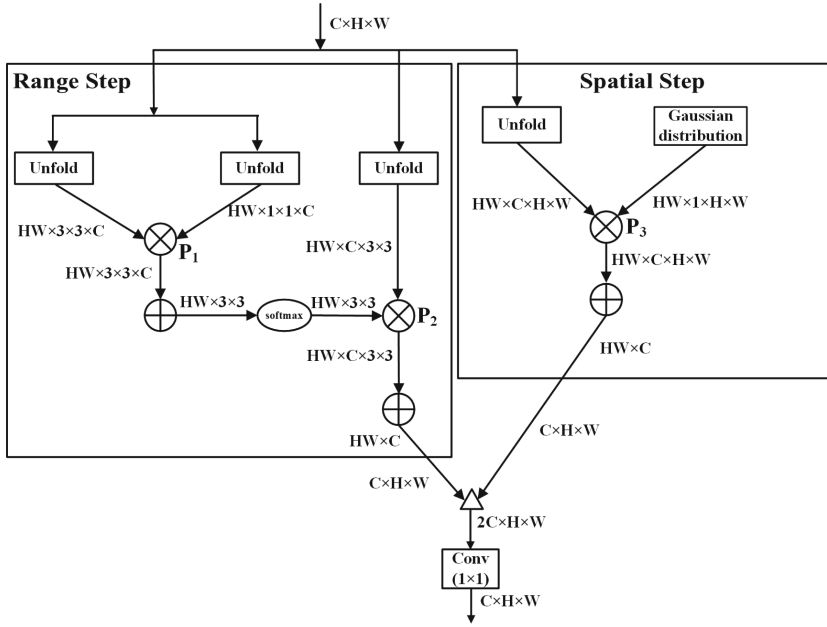 C×H×W
Range Step
Spatial Step
Unfold
Gaussian
distribution
Unfold
Unfold
Unfold
HW×C×H×W
HW×1×H×W
HW×3×3×C
HW×1×1×C
P3
HW×C×3×3
P1
HW×3×3×C
HW×C×H×W
HW×3×3
softmax
HW×3×3
P2
HW×C×3×3
HW×C
HW×C
C×H×W
C×H×W
2C×H×W
Conv
(1×1)
C×H×W